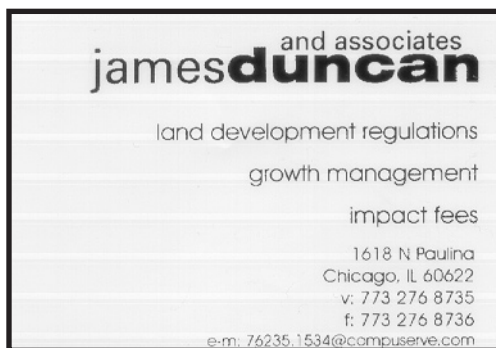 and associates
jamesduncan
land development regulations
growth management
impact fees
1618 N Paulina
Chicago, IL 60622
v: 773 276 8735
f: 773 276 8736
e-m: 76235.1534@campuserve.com